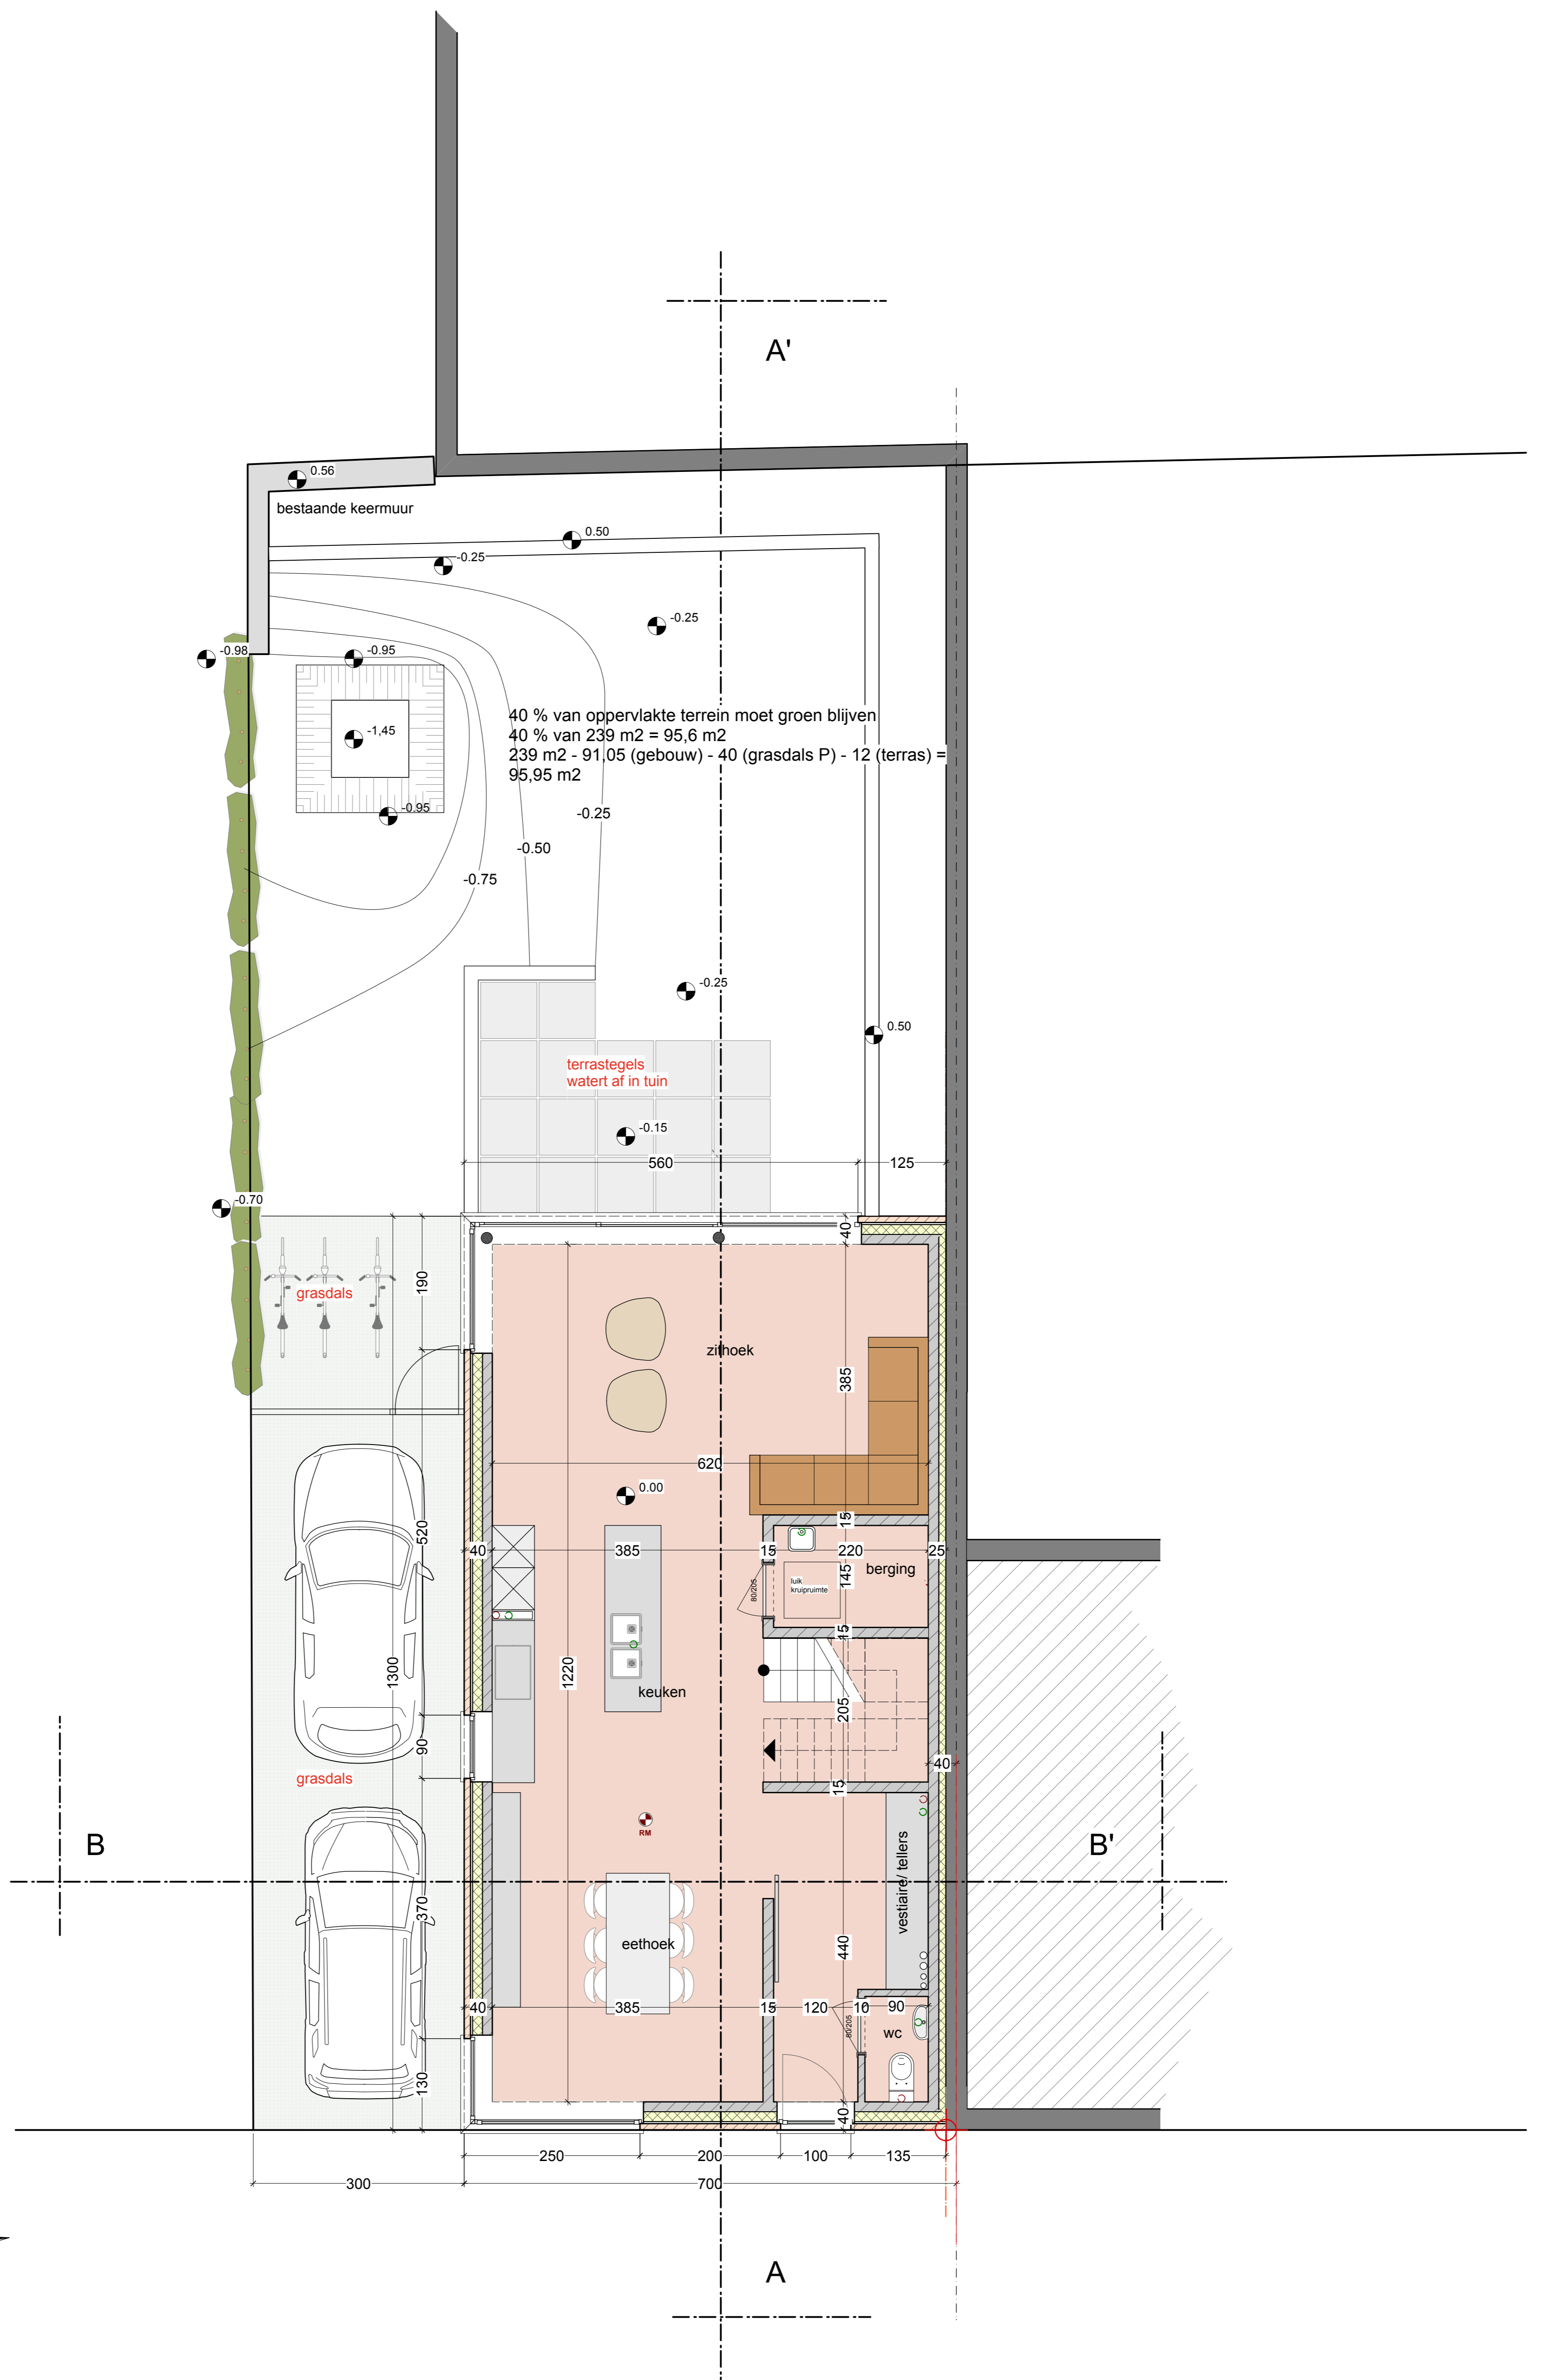 A'
0.56
bestaande keermuur
0.50
-0.25
-0.25
-0.98
-0.95
40 % van oppervlakte terrein moet groen blijven
40 % van 239 m2 = 95,6 m2
239 m2 - 91,05 (gebouw) - 40 (grasdals P) - 12 (terras) =
95,95 m2
-1,45
-0.95
-0.25
-0.50
-0.75
-0.25
0.50
terrastegels
watert af in tuin
-0.15
560
125
-0.70
40
190
grasdals
zithoek
385
620
0.00
15
520
40
385
15
220
25
berging
145
luik
kruipruimte
80/205
15
1300
1220
keuken
205
90
40
grasdals
15
RM
B
B'
vestiaire/ tellers
370
eethoek
440
40
385
15
120
10
90
80/205
wc
130
40
250
200
100
135
300
700
A